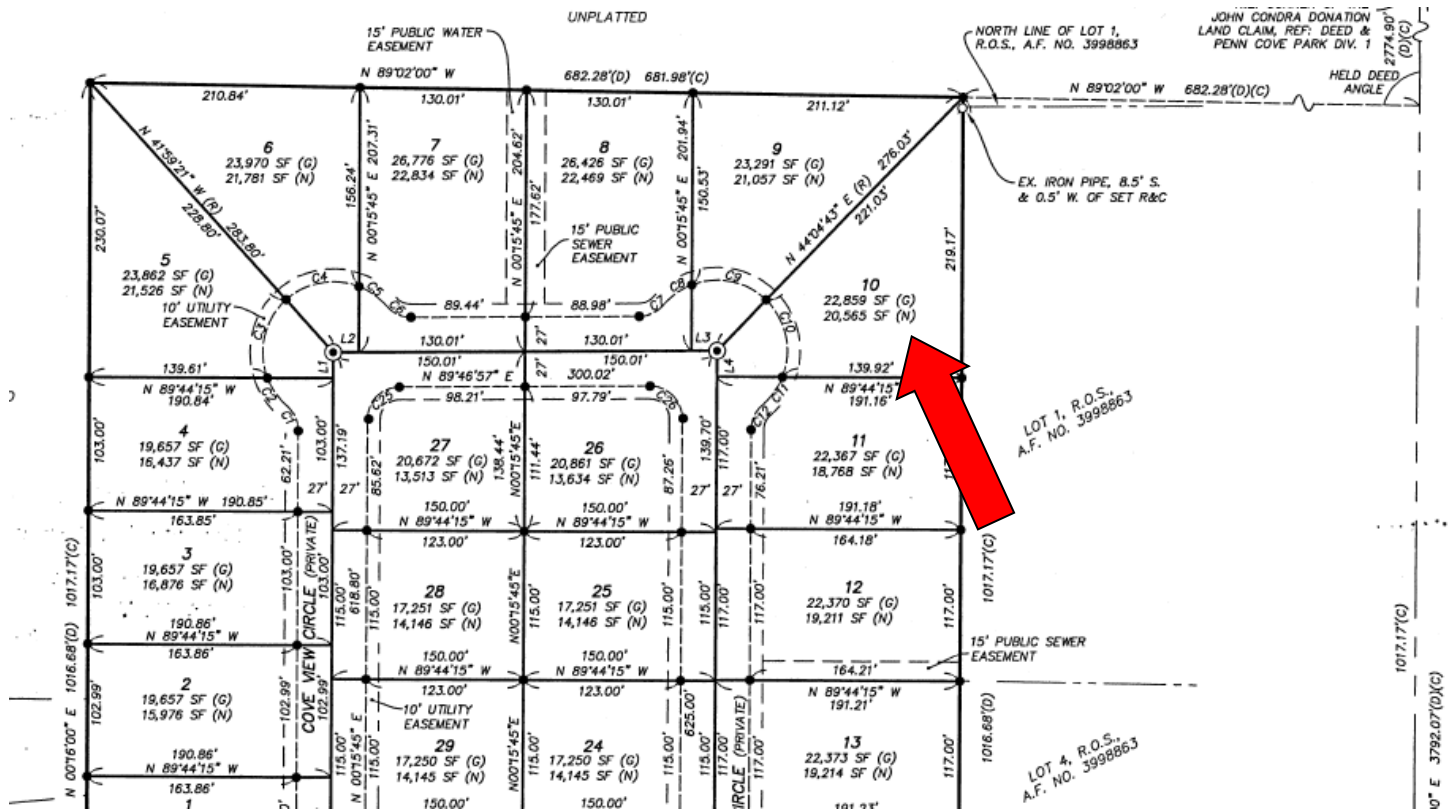 UNPLATTED
15' PUBLIC WATER
EASEMENT
NORTH LINE OF LOT 1,
R.O.S., A.F. NO. 3998863
JOHN CONDRA DONATION
LAND CLAIM, REF: DEED &
PENN COVE PARK DIV. 1
2774.90'
(D)(C)
HELD DEED
ANGLE
N 89°02'00" W
682.28'(D) 681.98'(C)
N 89°02'00" W 682.28'(D)(C)
210.84'
130.01'
130.01'
211.12'
EX. IRON PIPE, 8.5' S.
& 0.5' W. OF SET R&C
N 41°59'21" W (R) 283.80'
228.80'
6
23,970 SF (G)
21,781 SF (N)
156.24'
N 00°15'45" E 207.31'
7
26,776 SF (G)
22,834 SF (N)
N 00°15'45" E 204.62'
177.62'
8
26,426 SF (G)
22,469 SF (N)
N 00°15'45" E 201.94'
150.53'
9
23,291 SF (G)
21,057 SF (N)
N 44°04'43" E (R) 276.03'
221.03'
230.07'
219.17'
15' PUBLIC
SEWER
EASEMENT
5
23,862 SF (G)
21,526 SF (N)
10' UTILITY
EASEMENT
10
22,859 SF (G)
20,565 SF (N)
C3
C4
C5
C6
89.44'
88.98'
C7
C8
C9
C10
L1
L2
130.01'
150.01'
27'
27'
130.01'
150.01'
L3
L4
N 89°46'57" E
300.02'
139.61'
N 89°44'15" W
190.84'
139.92'
N 89°44'15"
191.16'
C2
C1
C25
98.21'
97.79'
C26
C12
C11
LOT 1, R.O.S.,
A.F. NO. 3998863
103.00'
4
19,657 SF (G)
16,437 SF (N)
62.21'
103.00'
137.19'
85.62'
27
20,672 SF (G)
13,513 SF (N)
138.44'
N00°15'45"E
111.44'
26
20,861 SF (G)
13,634 SF (N)
87.26'
139.70'
117.00'
76.21'
11
22,367 SF (G)
18,768 SF (N)
27'
27'
27'
27'
N 89°44'15" W 190.85'
163.85'
150.00'
N 89°44'15" W
123.00'
150.00'
N 89°44'15" W
123.00'
191.18'
N 89°44'15" W
164.18'
N 00°16'00" E 1016.68'(D) 1017.17'(C)
103.00'
3
19,657 SF (G)
16,876 SF (N)
103.00'
COVE VIEW CIRCLE (PRIVATE)
103.00'
115.00'
618.80'
115.00'
28
17,251 SF (G)
14,146 SF (N)
N00°15'45"E
115.00'
25
17,251 SF (G)
14,146 SF (N)
115.00'
115.00'
117.00'
117.00'
12
22,370 SF (G)
19,211 SF (N)
117.00'
1017.17'(C)
1017.17'(C)
190.86'
N 89°44'15" W
163.86'
150.00'
N 89°44'15" W
123.00'
150.00'
N 89°44'15" W
123.00'
164.21'
N 89°44'15" W
191.21'
15' PUBLIC SEWER
EASEMENT
102.99'
2
19,657 SF (G)
15,976 SF (N)
102.99'
102.99'
10' UTILITY
EASEMENT
N 00°15'45" E
115.00'
115.00'
29
17,250 SF (G)
14,145 SF (N)
N00°15'45"E
115.00'
24
17,250 SF (G)
14,145 SF (N)
625.00'
115.00'
115.00'
117.00'
(PRIVATE)
117.00'
13
22,373 SF (G)
19,214 SF (N)
117.00'
1016.68'(D)
LOT 4, R.O.S.,
A.F. NO. 3998863
3792.07'(D)(C)
190.86'
N 89°44'15" W
163.86'
1
150.00'
150.00'
191.23'